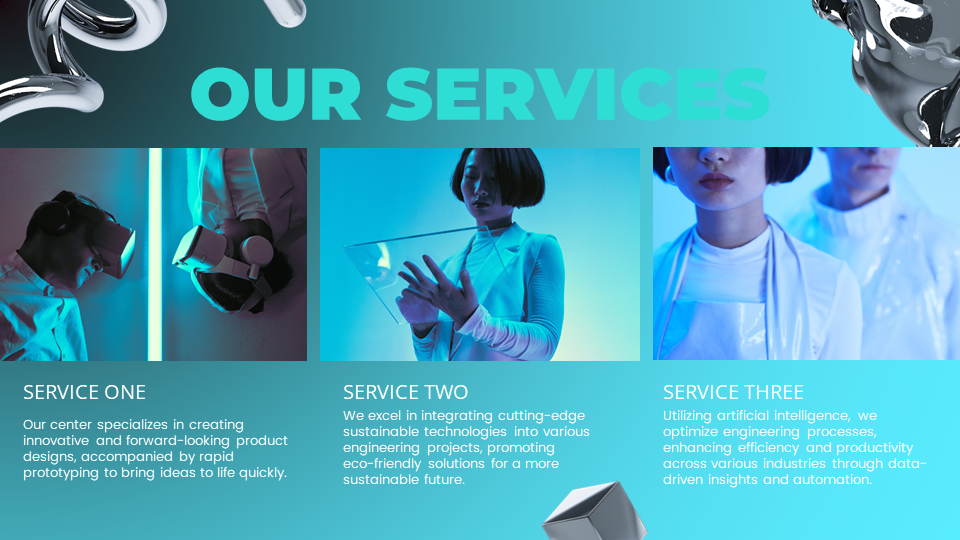 OUR SERVICES
SERVICE ONE
Our center specializes in creating
innovative and forward-looking product
designs, accompanied by rapid
prototyping to bring ideas to life quickly.
SERVICE TWO
We excel in integrating cutting-edge
sustainable technologies into various
engineering projects, promoting
eco-friendly solutions for a more
sustainable future.
SERVICE THREE
Utilizing artificial intelligence, we
optimize engineering processes,
enhancing efficiency and productivity
across various industries through data-
driven insights and automation.